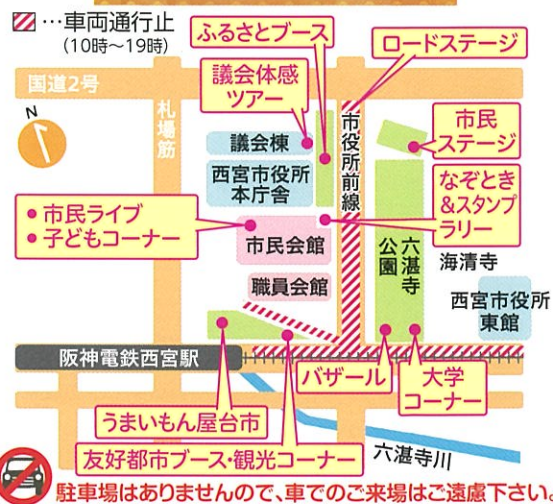 …車両通行止
(10時〜19時)
ふるさとブース
ロードステージ
国道2号
議会体感
ツアー
N
札場筋
市役所前線
市民
ステージ
議会棟
西宮市役所
本庁舎
なぞとき
&スタンプ
ラリー
● 市民ライブ
● 子どもコーナー
市民会館
六湛寺
公園
海清寺
職員会館
西宮市役所
東館
阪神電鉄西宮駅
バザール
大学
コーナー
うまいもん屋台市
友好都市ブース・観光コーナー
六湛寺川
駐車場はありませんので、車でのご来場はご遠慮下さい。